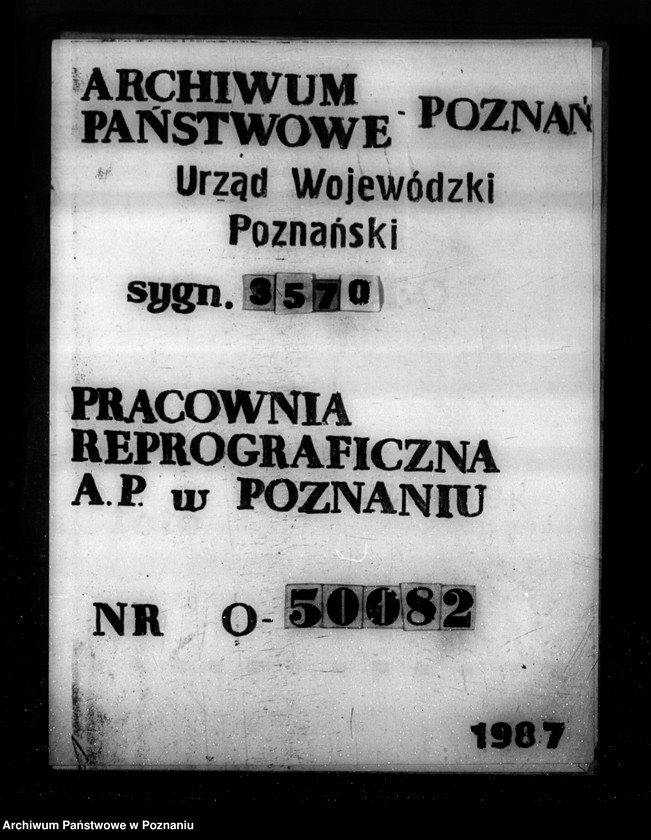 ARCHIWUM
PAŃSTWOWE - POZNAŃ
Urząd Wojewódzki
Poznański
sygn. 3570
PRACOWNIA
REPROGRAFICZNA
A.P. w POZNANIU
NR O-50082
1987
Archiwum Państwowe w Poznaniu